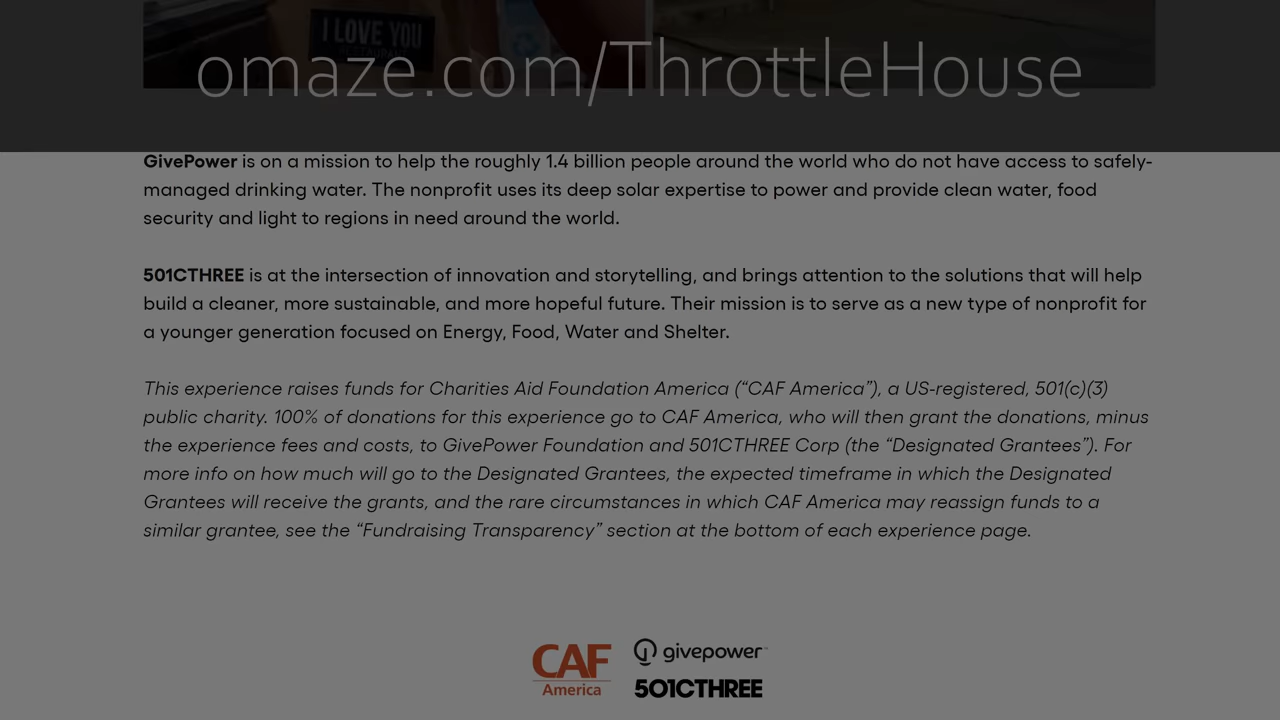 I LOVE YOU
RESTAURANT
omaze.com/ThrottleHouse
GivePower is on a mission to help the roughly 1.4 billion people around the world who do not have access to safely-
managed drinking water. The nonprofit uses its deep solar expertise to power and provide clean water, food
security and light to regions in need around the world.
501CTHREE is at the intersection of innovation and storytelling, and brings attention to the solutions that will help
build a cleaner, more sustainable, and more hopeful future. Their mission is to serve as a new type of nonprofit for
a younger generation focused on Energy, Food, Water and Shelter.
This experience raises funds for Charities Aid Foundation America (“CAF America”), a US-registered, 501(c)(3)
public charity. 100% of donations for this experience go to CAF America, who will then grant the donations, minus
the experience fees and costs, to GivePower Foundation and 501CTHREE Corp (the “Designated Grantees”). For
more info on how much will go to the Designated Grantees, the expected timeframe in which the Designated
Grantees will receive the grants, and the rare circumstances in which CAF America may reassign funds to a
similar grantee, see the “Fundraising Transparency” section at the bottom of each experience page.
CAF
America
givepower
501CTHREE